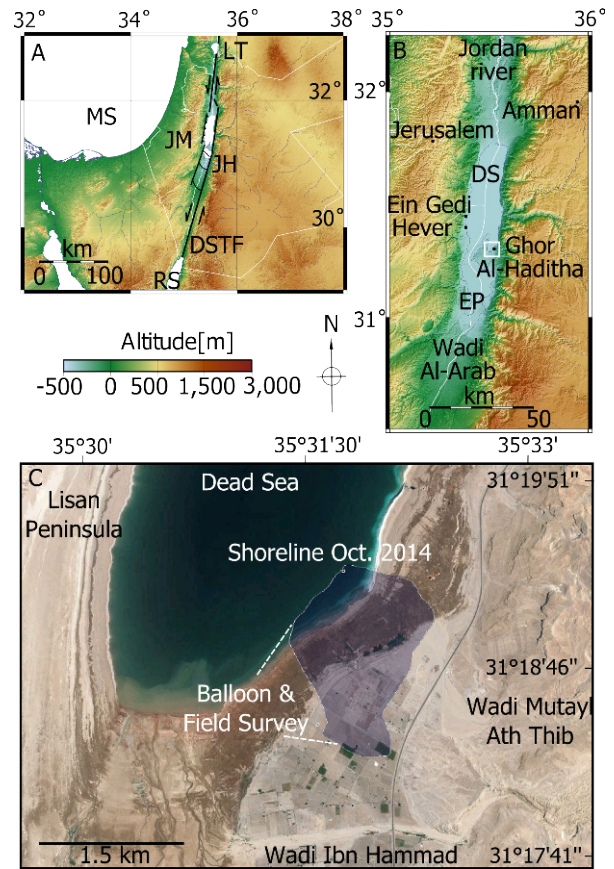 32° 34° 36° 38°
A
LT
32°
MS
JM
JH
30°
km
DSTF
0 100
RS
35° 36°
B
Jordan
river
32°
Amman
Jerusalem
DS
Ein Gedi
Hever
Ghor
Al-Haditha
EP
31°
Wadi
Al-Arab
km
0 50
Altitude[m]
-500 0 500 1,500 3,000
N
35°30' 35°31'30" 35°33'
C
Dead Sea
31°19'51"
Lisan
Peninsula
Shoreline Oct. 2014
31°18'46"
Balloon &
Field Survey
Wadi Mutayl
Ath Thib
1.5 km
Wadi Ibn Hammad
31°17'41"